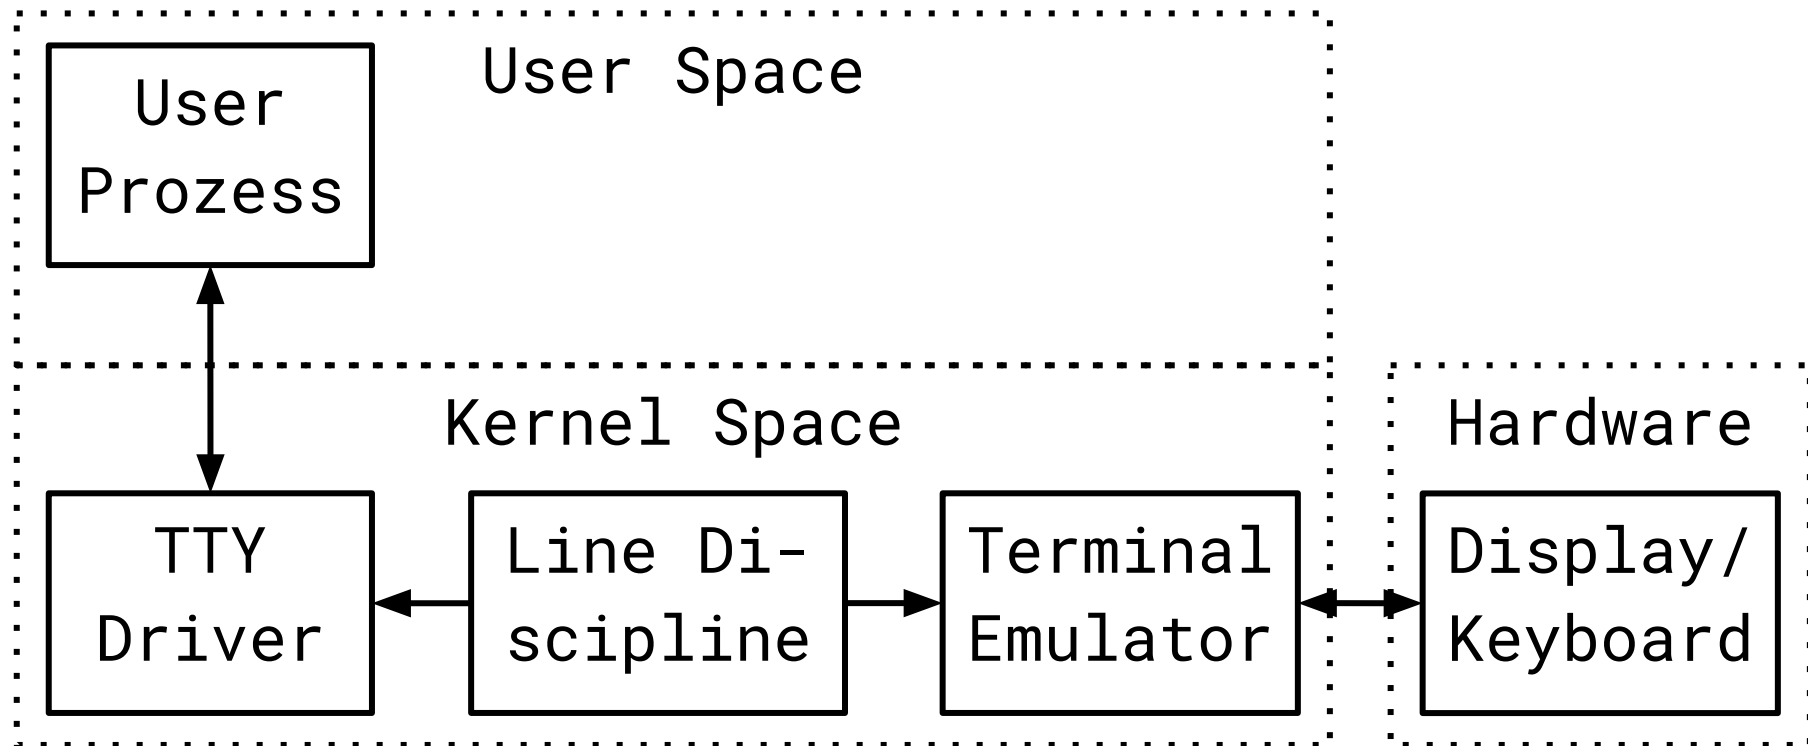 User
Prozess
User Space
Kernel Space
Hardware
TTY
Driver
Line Di-
scipline
Terminal
Emulator
Display/
Keyboard